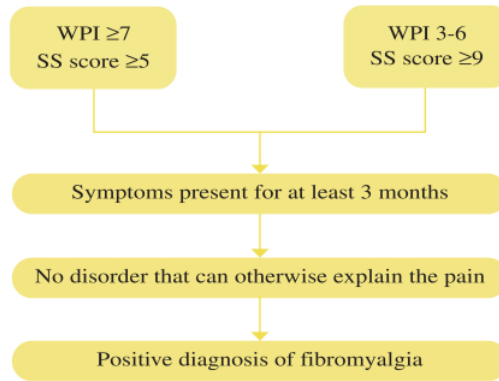 WPI ≥7
SS score ≥5
WPI 3-6
SS score ≥9
Symptoms present for at least 3 months
No disorder that can otherwise explain the pain
Positive diagnosis of fibromyalgia